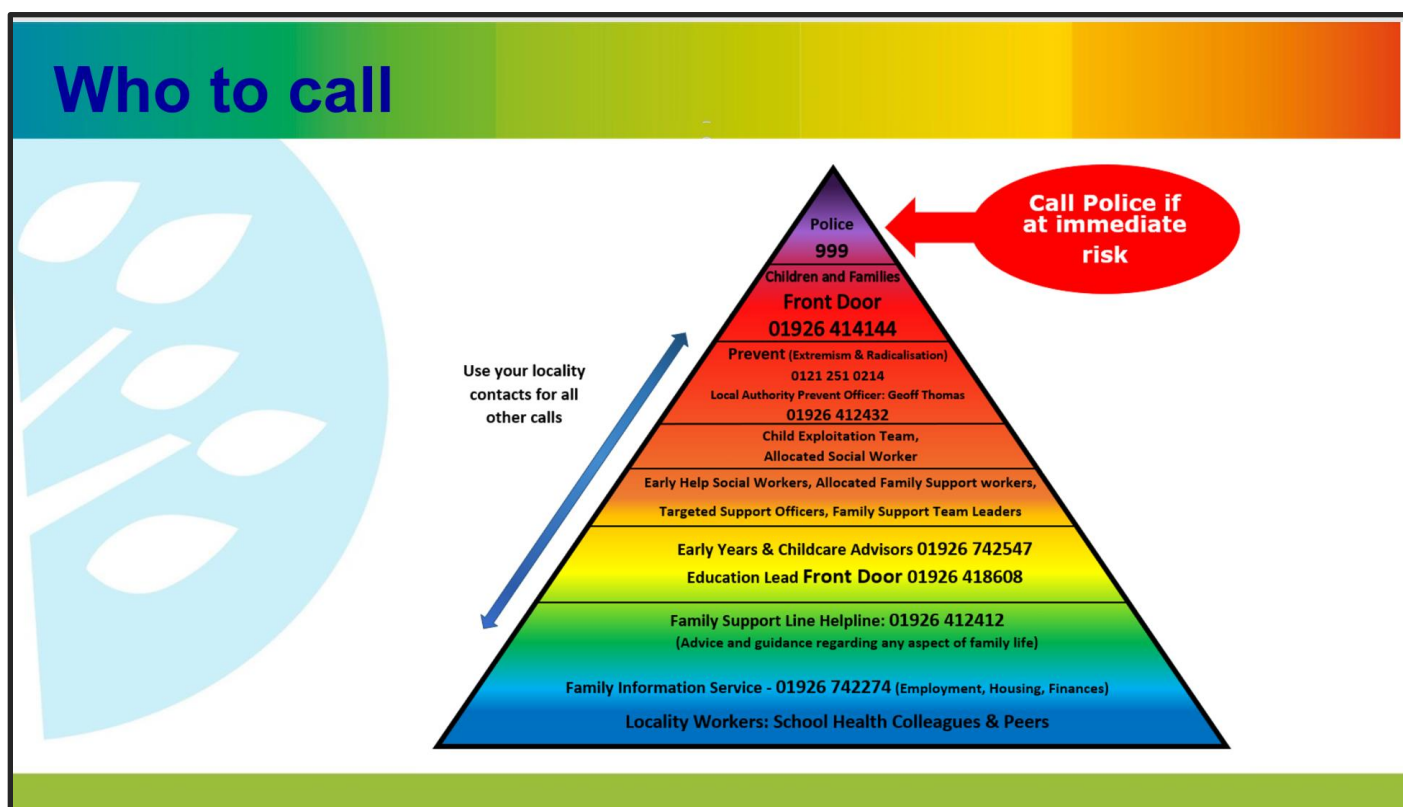 Who to call
Call Police if
at immediate
risk
Police
999
Children and Families
Front Door
01926 414144
Prevent (Extremism & Radicalisation)
0121 251 0214
Local Authority Prevent Officer: Geoff Thomas
01926 412432
Use your locality
contacts for all
other calls
Child Exploitation Team,
Allocated Social Worker
Early Help Social Workers, Allocated Family Support workers,
Targeted Support Officers, Family Support Team Leaders
Early Years & Childcare Advisors 01926 742547
Education Lead Front Door 01926 418608
Family Support Line Helpline: 01926 412412
(Advice and guidance regarding any aspect of family life)
Family Information Service - 01926 742274 (Employment, Housing, Finances)
Locality Workers: School Health Colleagues & Peers